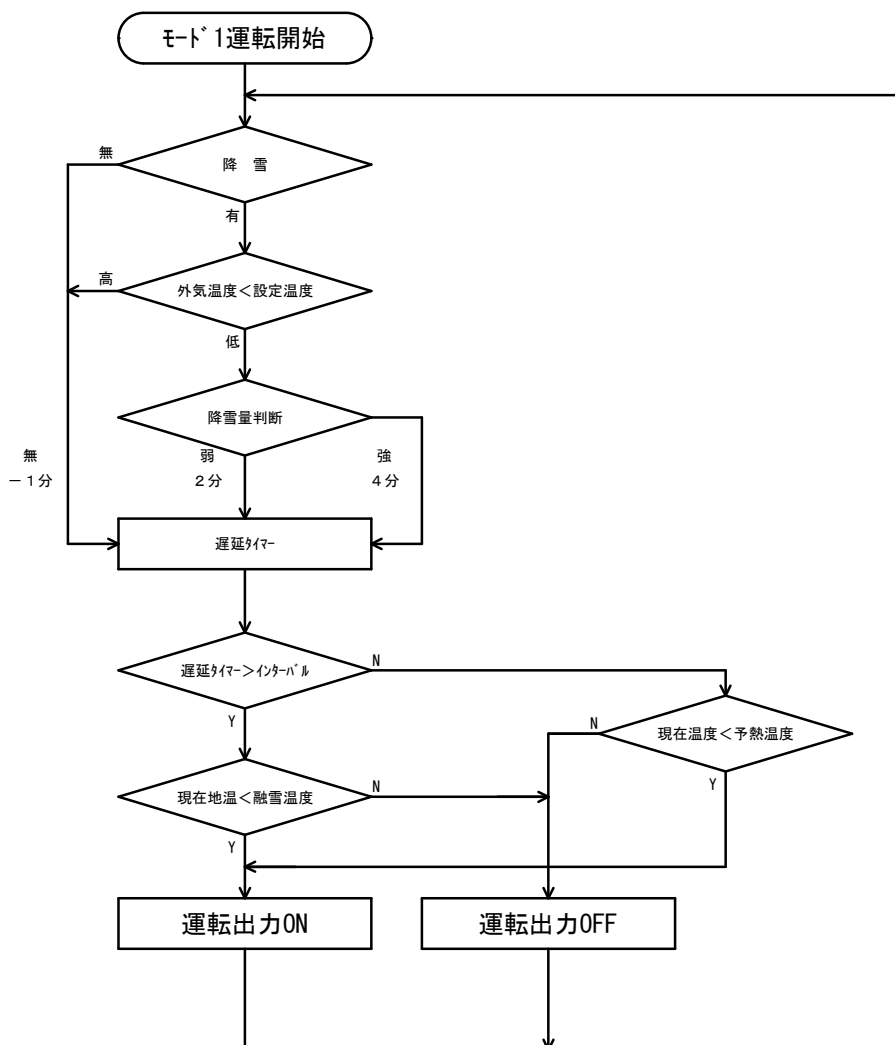 ﾓｰﾄﾞ1運転開始
無
降　雪
有
高
外気温度＜設定温度
低
降雪量判断
無
－１分
弱
２分
強
４分
遅延ﾀｲﾏｰ
遅延ﾀｲﾏｰ＞ｲﾝﾀｰﾊﾞﾙ
N
Y
N
現在温度＜予熱温度
Y
現在地温＜融雪温度
N
Y
運転出力ON
運転出力OFF